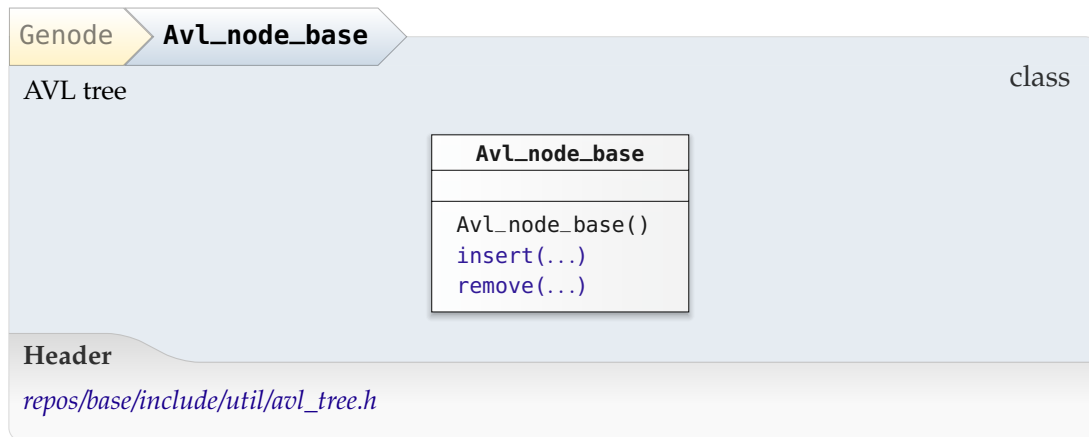 Genode Avl_node_base
class
AVL tree
Avl_node_base
Avl_node_base()
insert(...)
remove(...)
Header
repos/base/include/util/avl_tree.h